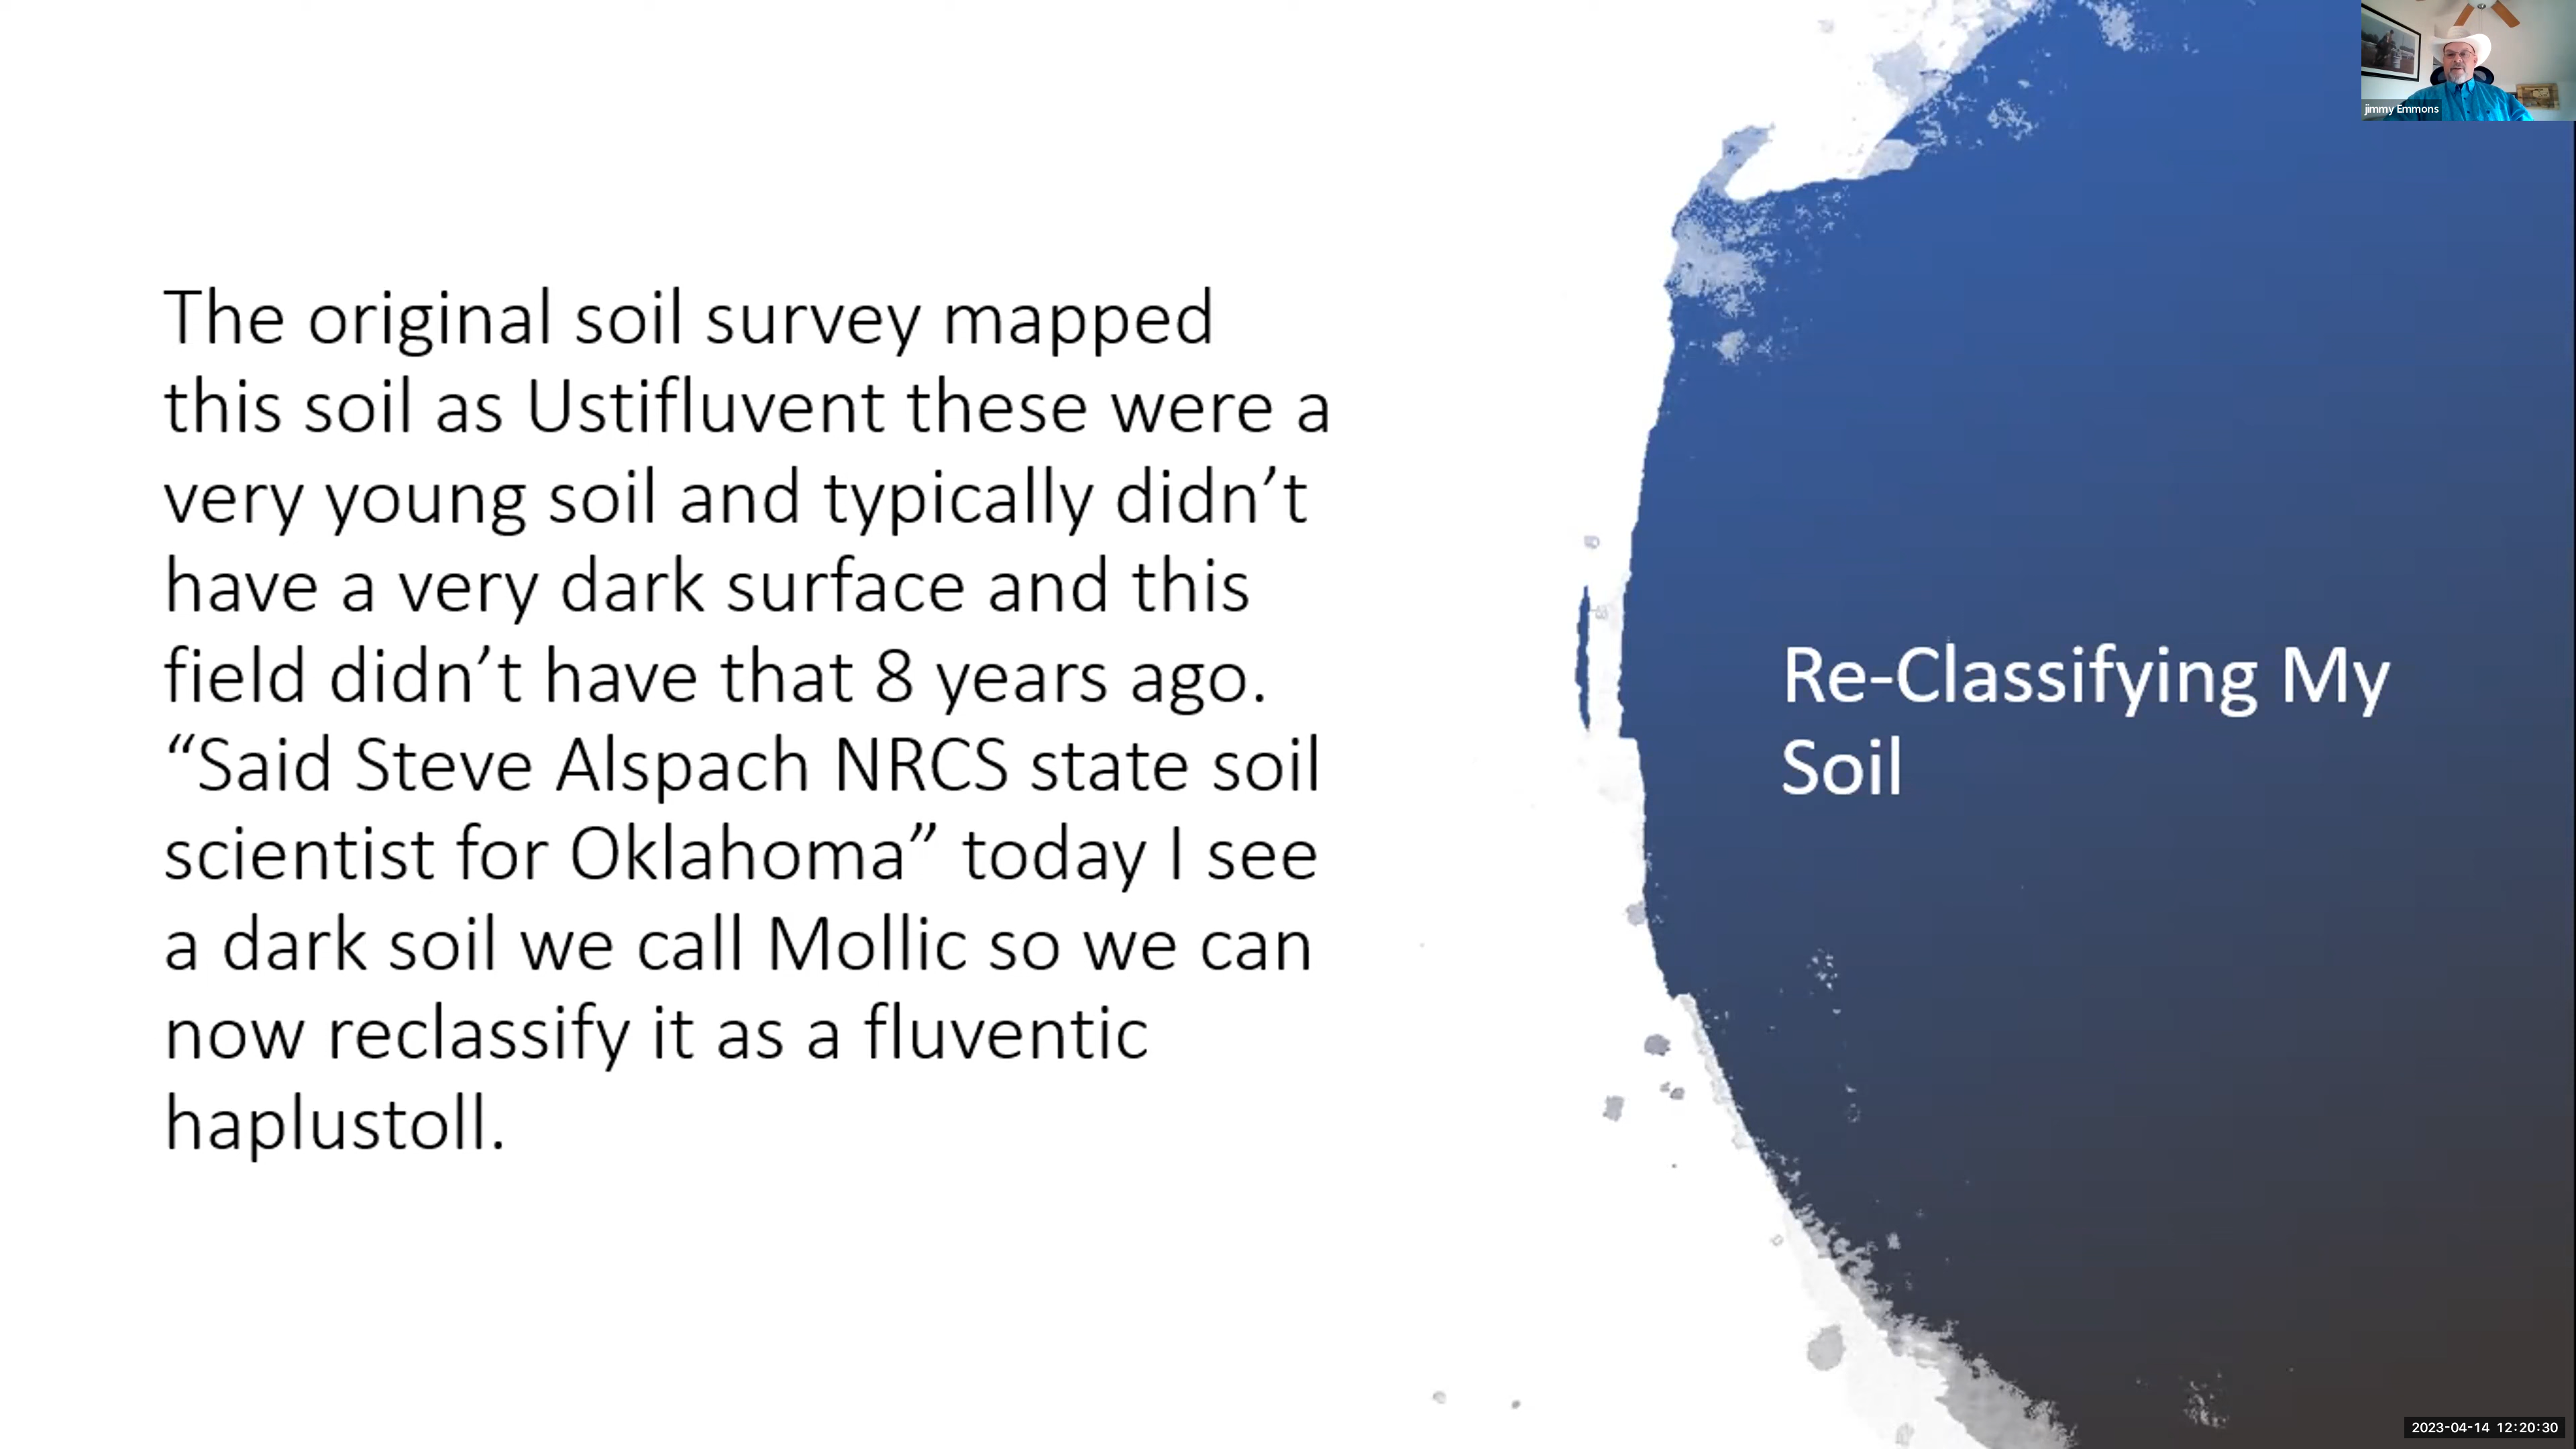 The original soil survey mapped
this soil as Ustifluvent these were a
very young soil and typically didn’t
have a very dark surface and this
field didn’t have that 8 years ago.
“Said Steve Alspach NRCS state soil
scientist for Oklahoma” today I see
a dark soil we call Mollic so we can
now reclassify it as a fluventic
haplustoll.
Re-Classifying My
Soil
jimmy Emmons
2023-04-14 12:20:30